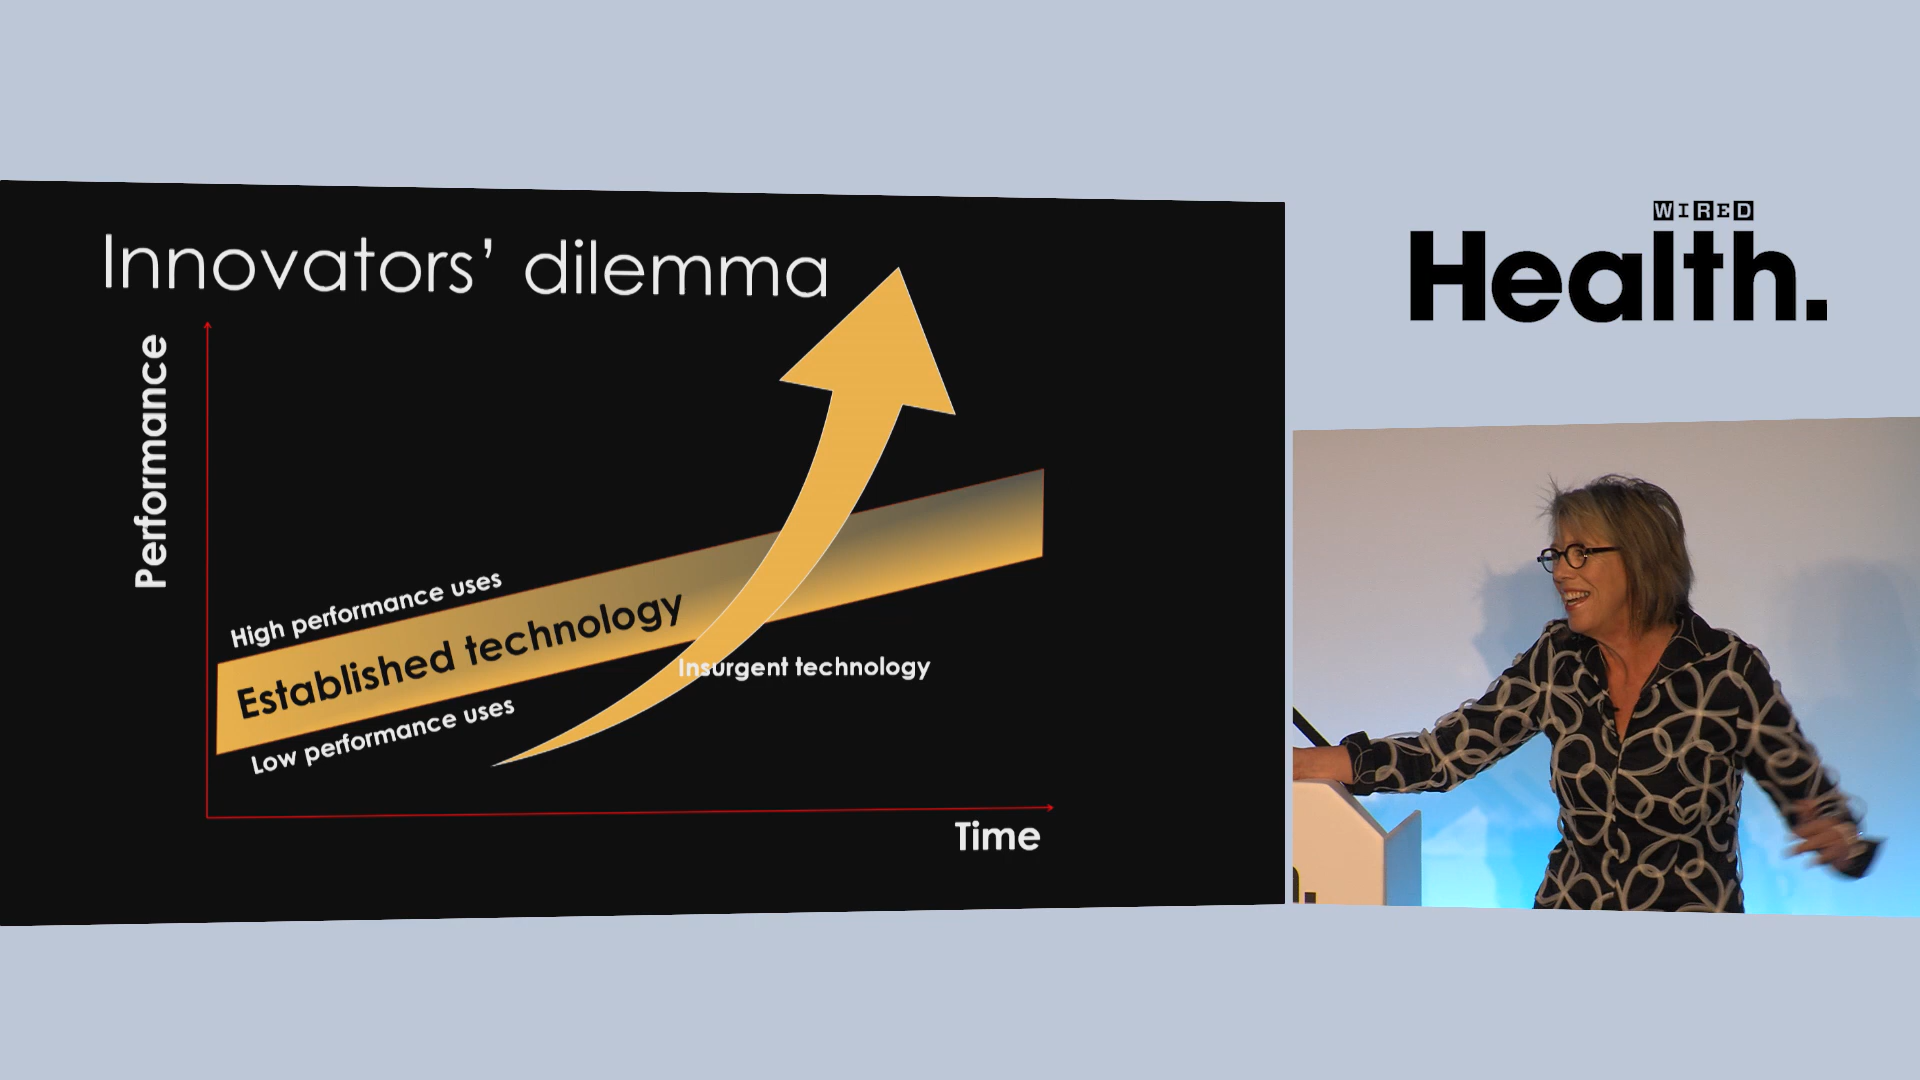 Innovators’ dilemma
Performance
High performance uses
Established technology
Low performance uses
Insurgent technology
Time
WIRED
Health.